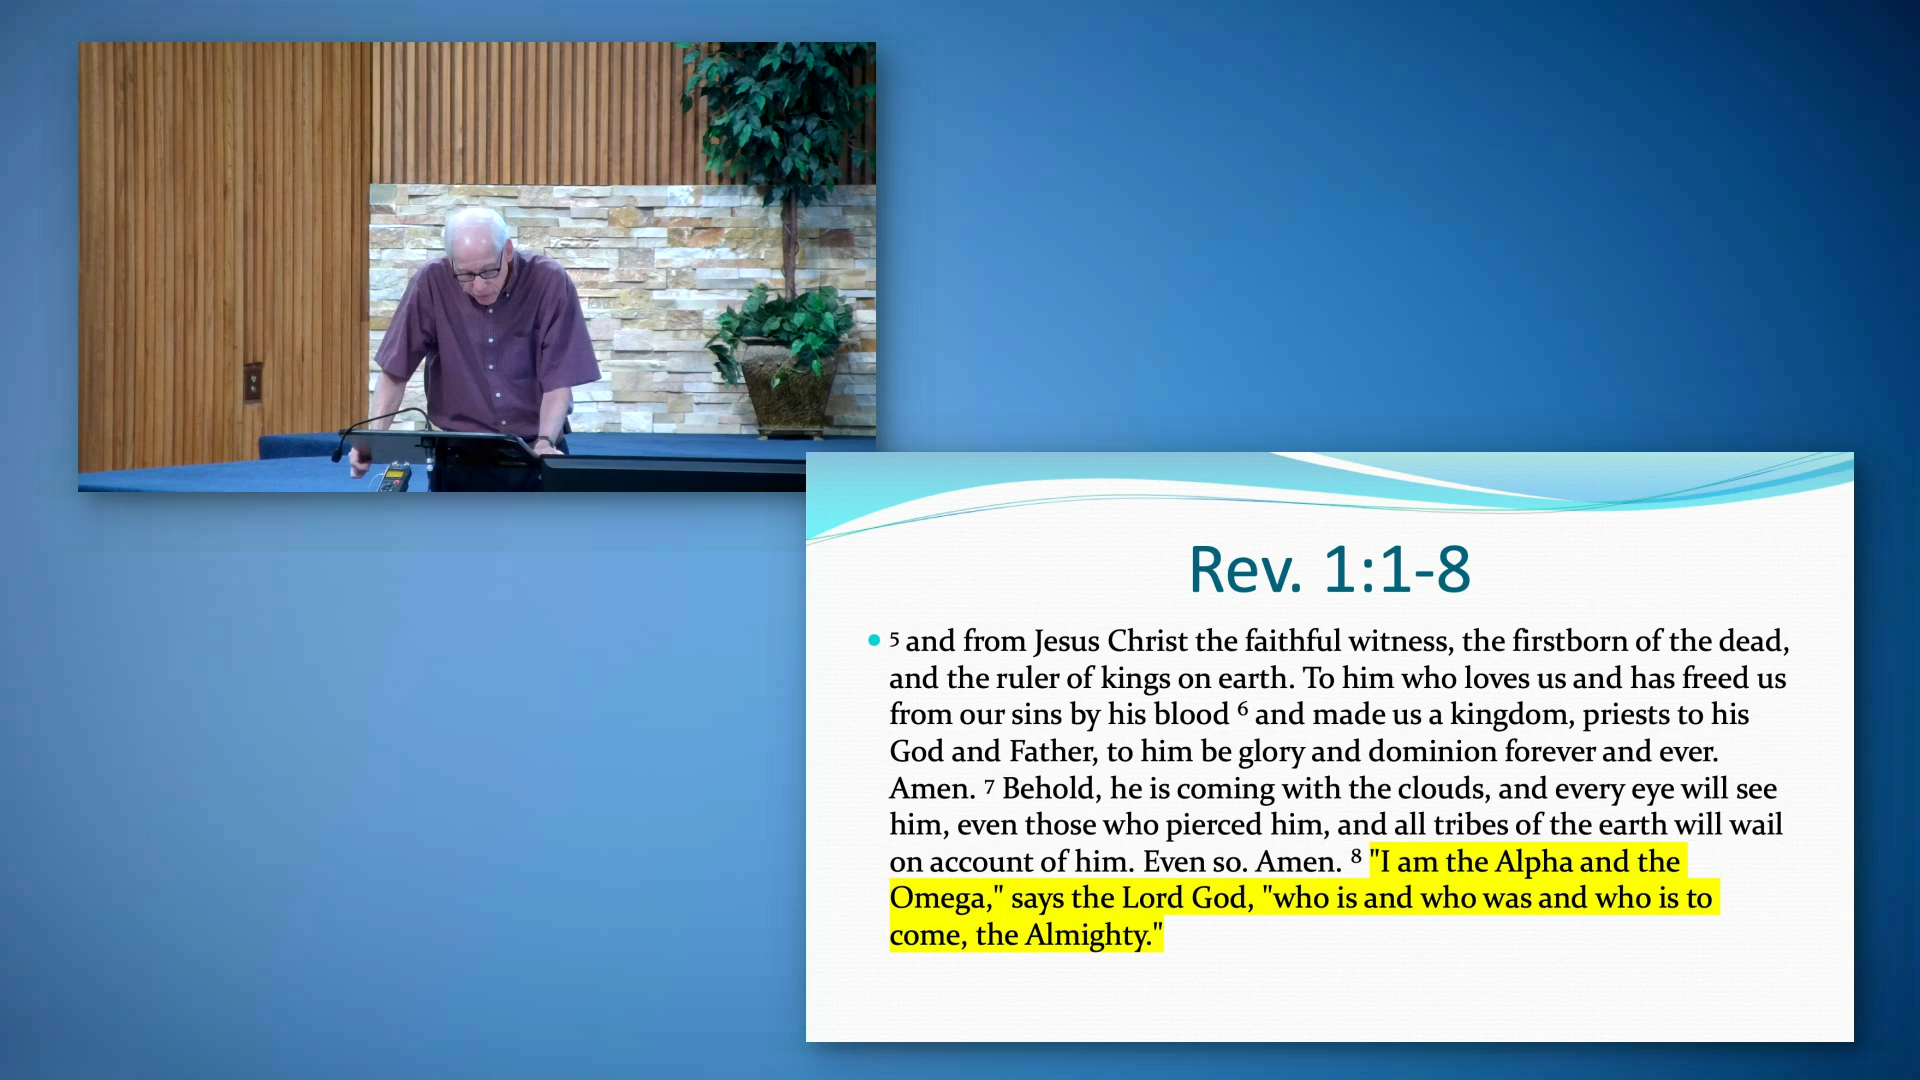 Rev. 1:1-8
• ⁵ and from Jesus Christ the faithful witness, the firstborn of the dead,
and the ruler of kings on earth. To him who loves us and has freed us
from our sins by his blood ⁶ and made us a kingdom, priests to his
God and Father, to him be glory and dominion forever and ever.
Amen. ⁷ Behold, he is coming with the clouds, and every eye will see
him, even those who pierced him, and all tribes of the earth will wail
on account of him. Even so. Amen. ⁸ "I am the Alpha and the
Omega," says the Lord God, "who is and who was and who is to
come, the Almighty."